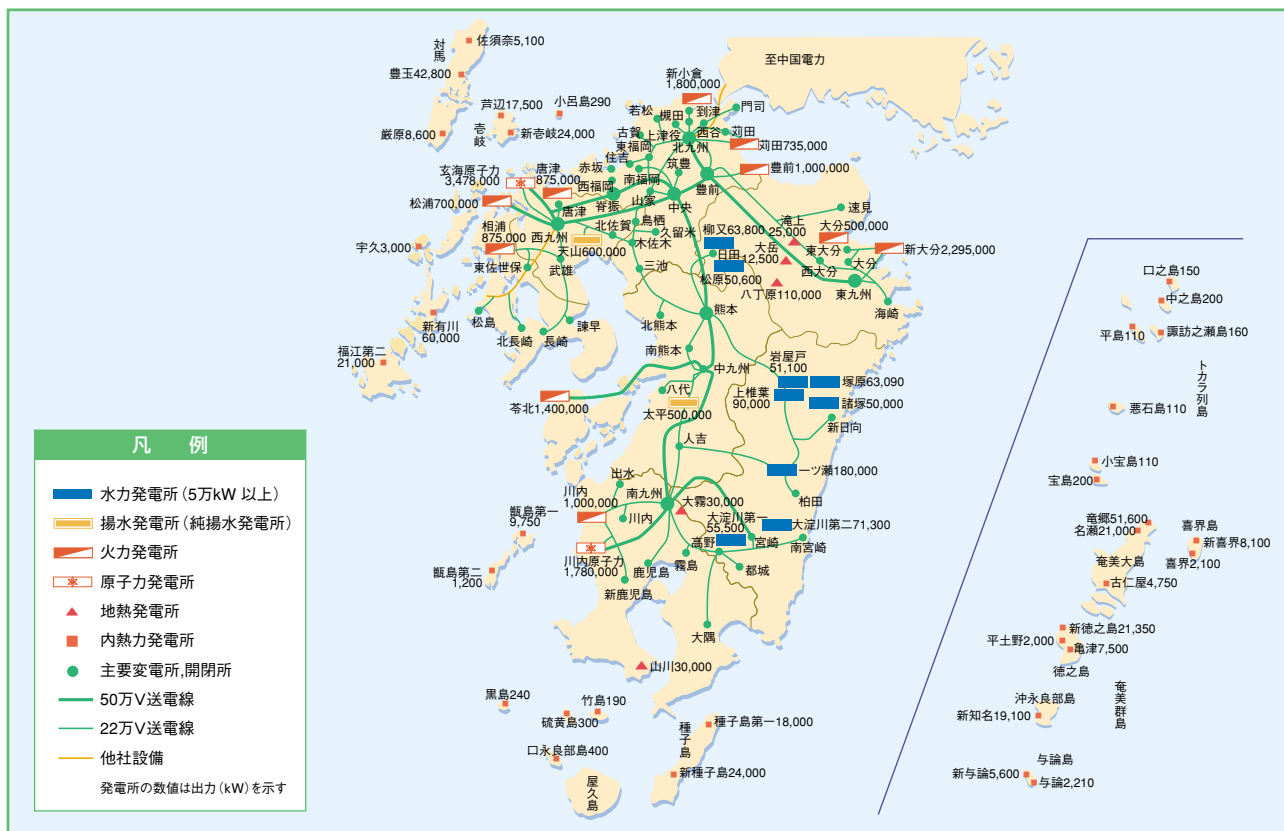 対馬
佐須奈5,100
豊玉42,800
厳原8,600
芦辺17,500
壱岐
新壱岐24,000
小呂島290
至中国電力
新小倉
1,800,000
若松
槻田
到津
門司
古賀
上津役
西谷
苅田
北九州
東福岡
苅田735,000
住吉
赤坂
筑豊
豊前1,000,000
玄海原子力
3,478,000
唐津
875,000
西福岡
南福岡
豊前
松浦700,000
脊振
山家
中央
唐津
速見
相浦
875,000
西九州
北佐賀
鳥栖
久留米
柳又63,800
滝上
25,000
大分500,000
宇久3,000
天山600,000
木佐木
大岳
12,500
東大分
新大分2,295,000
日田
東佐世保
武雄
三池
松原50,600
西大分
大分
八丁原110,000
東九州
松島
新有川
60,000
北長崎
長崎
諫早
北熊本
熊本
海崎
福江第二
21,000
南熊本
岩屋戸
51,100
中九州
塚原63,090
八代
上椎葉
90,000
苓北1,400,000
太平500,000
諸塚50,000
新日向
人吉
出水
一ツ瀬180,000
川内
1,000,000
南九州
大霧30,000
柏田
甑島第一
9,750
川内
大淀川第一
55,500
大淀川第二71,300
川内原子力
1,780,000
高野
宮崎
南宮崎
甑島第二
1,200
鹿児島
霧島
都城
新鹿児島
大隅
山川30,000
黒島240
竹島190
硫黄島300
種子島第一18,000
種子島
口永良部島400
新種子島24,000
屋久島
口之島150
中之島200
平島110
諏訪之瀬島160
トカラ列島
悪石島110
小宝島110
宝島200
竜郷51,600
名瀬21,000
喜界島
新喜界8,100
喜界2,100
奄美大島
古仁屋4,750
新徳之島21,350
平土野2,000
亀津7,500
徳之島
沖永良部島
奄美群島
新知名19,100
与論島
新与論5,600
与論2,210
凡 例
水力発電所(5万kW 以上)
揚水発電所(純揚水発電所)
火力発電所
原子力発電所
地熱発電所
内熱力発電所
主要変電所,開閉所
50万V送電線
22万V送電線
他社設備
発電所の数値は出力(kW)を示す